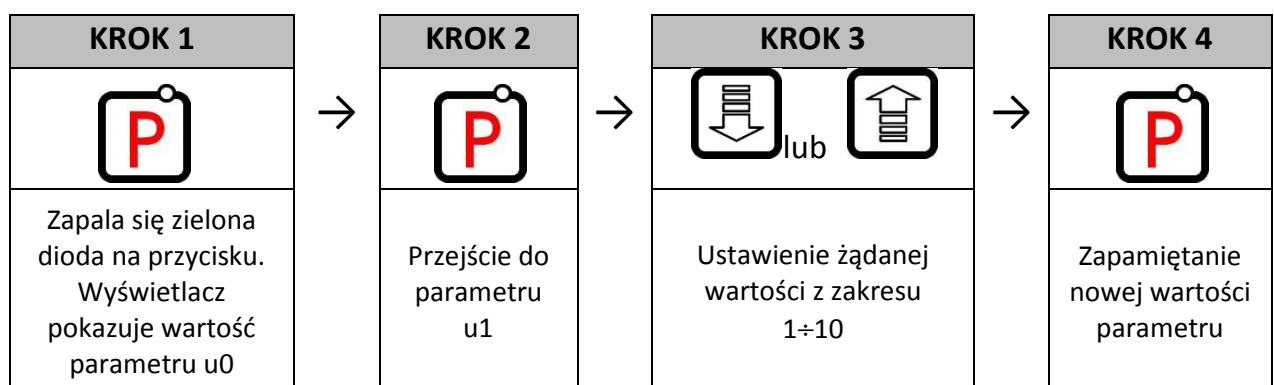 KROK 1
P
Zapala się zielona
dioda na przycisku.
Wyświetlacz
pokazuje wartość
parametru u0
→
KROK 2
P
Przejście do
parametru
u1
→
KROK 3
lub
Ustawienie żądanej
wartości z zakresu
1÷10
→
KROK 4
P
Zapamiętanie
nowej wartości
parametru